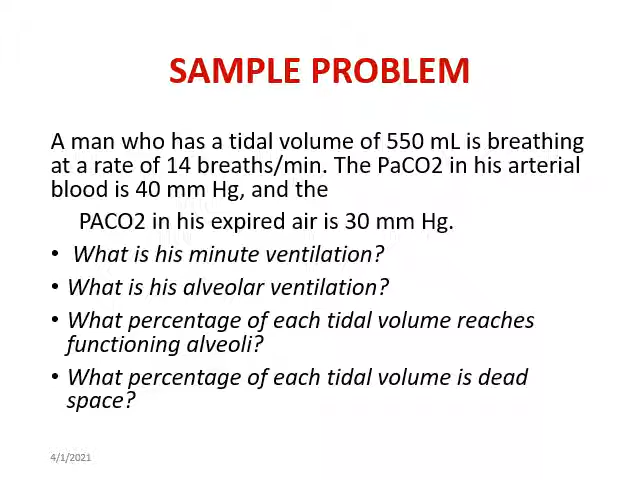 SAMPLE PROBLEM
A man who has a tidal volume of 550 mL is breathing
at a rate of 14 breaths/min. The PaCO2 in his arterial
blood is 40 mm Hg, and the
PACO2 in his expired air is 30 mm Hg.
• What is his minute ventilation?
• What is his alveolar ventilation?
• What percentage of each tidal volume reaches
functioning alveoli?
• What percentage of each tidal volume is dead
space?
4/1/2021